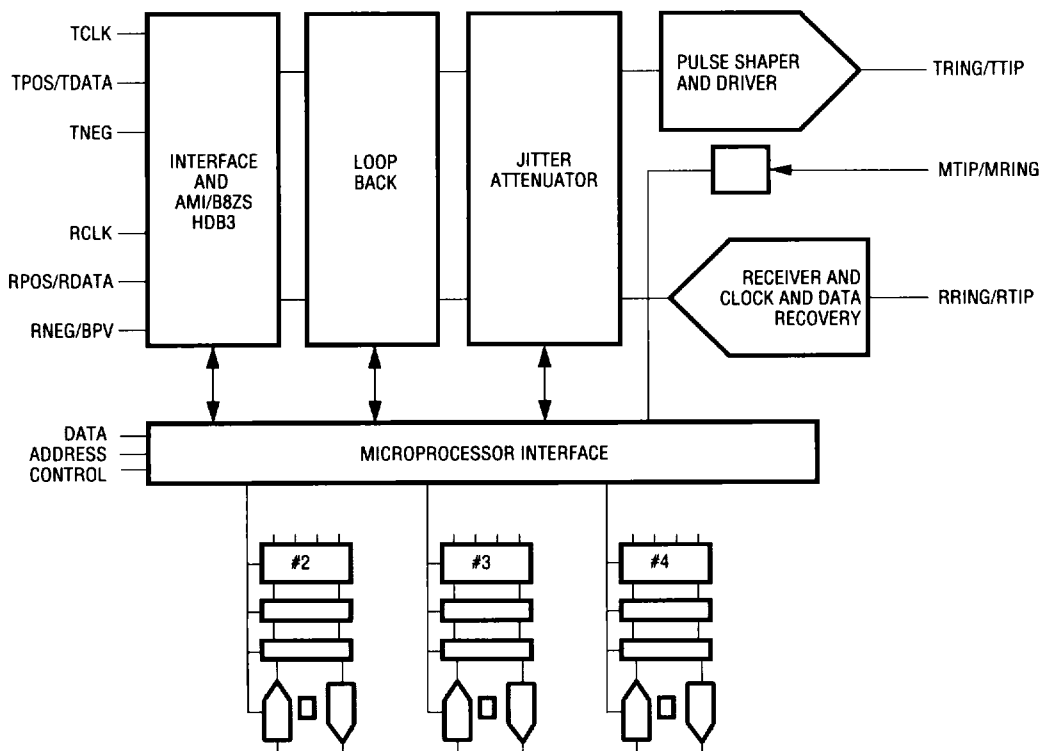 TCLK
TPOS/TDATA
TNEG
RCLK
RPOS/RDATA
RNEG/BPV
INTERFACE
AND
AMI/B8ZS
HDB3
LOOP
BACK
JITTER
ATTENUATOR
PULSE SHAPER
AND DRIVER
TRING/TTIP
MTIP/MRING
RECEIVER AND
CLOCK AND DATA
RECOVERY
RRING/RTIP
DATA
ADDRESS
CONTROL
MICROPROCESSOR INTERFACE
#2
#3
#4